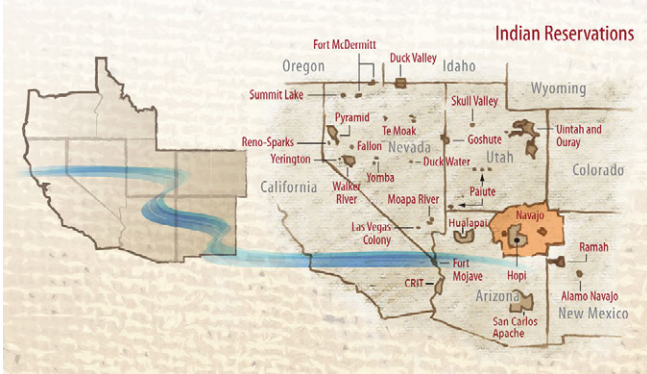 Indian Reservations
Fort McDermitt
Duck Valley
Oregon
Idaho
Wyoming
Summit Lake
Skull Valley
Pyramid
Te Moak
Uintah and
Ouray
Reno-Sparks
Fallon
Nevada
Goshute
Yerington
Duck Water
Utah
Colorado
Yomba
California
Walker
River
Paiute
Moapa River
Las Vegas
Colony
Hualapai
Navajo
Ramah
Fort
Mojave
Hopi
CRIT
Arizona
Alamo Navajo
New Mexico
San Carlos
Apache